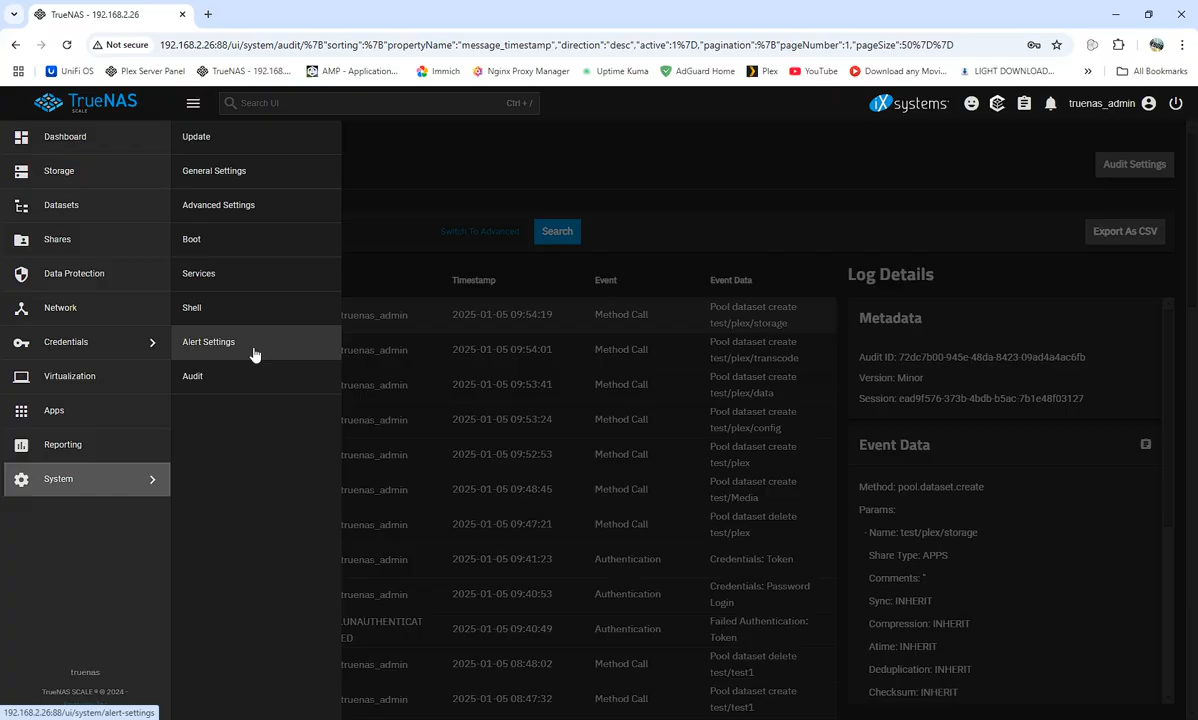 TrueNAS - 192.168.2.26
Not secure
192.168.2.26:88/ui/system/audit/%7B"sorting":%7B"propertyName":"message_timestamp","direction":"desc","active":1%7D,"pagination":%7B"pageNumber":1,"pageSize":50%7D%7D
UniFi OS
Plex Server Panel
TrueNAS - 192.168....
AMP - Application...
Immich
Nginx Proxy Manager
Uptime Kuma
AdGuard Home
Plex
YouTube
Download any Movi...
LIGHT DOWNLOAD...
All Bookmarks
TrueNAS
SCALE
Search UI
Ctrl + /
iXsystems
truenas_admin
Dashboard
Storage
Datasets
Shares
Data Protection
Network
Credentials
Virtualization
Apps
Reporting
System
truenas
TrueNAS SCALE ® © 2024 -
192.168.2.26:88/ui/system/alert-settings
Update
General Settings
Advanced Settings
Boot
Services
Shell
Alert Settings
Audit
Audit Settings
Switch To Advanced
Search
Export As CSV
Timestamp
Event
Event Data
truenas_admin
2025-01-05 09:54:19
Method Call
Pool dataset create
test/plex/storage
truenas_admin
2025-01-05 09:54:01
Method Call
Pool dataset create
test/plex/transcode
truenas_admin
2025-01-05 09:53:41
Method Call
Pool dataset create
test/plex/data
truenas_admin
2025-01-05 09:53:24
Method Call
Pool dataset create
test/plex/config
truenas_admin
2025-01-05 09:52:53
Method Call
Pool dataset create
test/plex
truenas_admin
2025-01-05 09:48:45
Method Call
Pool dataset create
test/Media
truenas_admin
2025-01-05 09:47:21
Method Call
Pool dataset delete
test/plex
truenas_admin
2025-01-05 09:41:23
Authentication
Credentials: Token
truenas_admin
2025-01-05 09:40:53
Authentication
Credentials: Password
Login
.UNAUTHENTICAT
ED
2025-01-05 09:40:49
Authentication
Failed Authentication:
Token
truenas_admin
2025-01-05 08:48:02
Method Call
Pool dataset delete
test/test1
truenas_admin
2025-01-05 08:47:32
Method Call
Pool dataset create
test/test1
Log Details
Metadata
Audit ID: 72dc7b00-945e-48da-8423-09ad4a4ac6fb
Version: Minor
Session: ead9f576-373b-4bdb-b5ac-7b1e48f03127
Event Data
Method: pool.dataset.create
Params:
- Name: test/plex/storage
Share Type: APPS
Comments: ''
Sync: INHERIT
Compression: INHERIT
Atime: INHERIT
Deduplication: INHERIT
Checksum: INHERIT